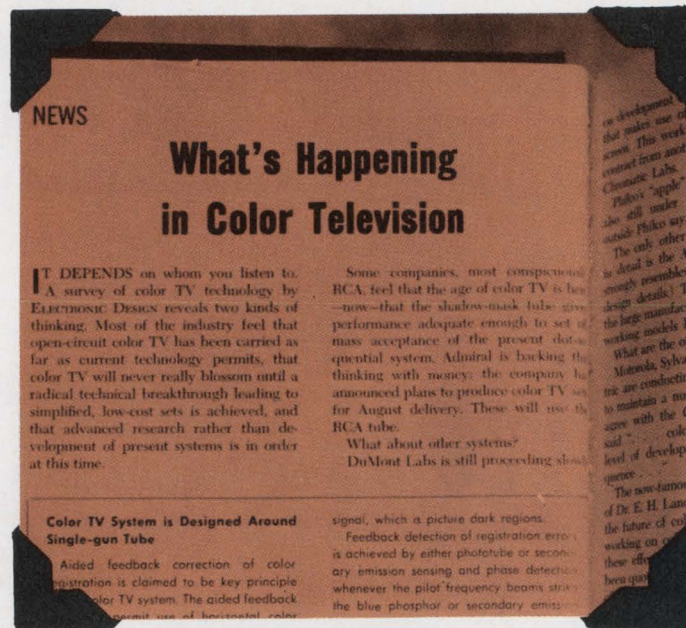 NEWS
What's Happening
in Color Television
IT DEPENDS on whom you listen to.
A survey of color TV technology by
ELECTRONIC DESIGN reveals two kinds of
thinking. Most of the industry feel that
open-circuit color TV has been carried as
far as current technology permits, that
color TV will never really blossom until a
radical technical breakthrough leading to
simplified, low-cost sets is achieved, and
that advanced research rather than de-
velopment of present systems is in order
at this time.
Some companies, most
RCA, feel that the age of color TV is
—now—that the shadow-mask tube
performance adequate enough to set
mass acceptance of the present
quential system. Admiral is backing
thinking with money: the company
announced plans to produce color TV
for August delivery. These will use
RCA tube.
What about other systems?
DuMont Labs is still proceeding
Color TV System is Designed Around
Single-gun Tube
Aided feedback correction of color
registration is claimed to be key principle
TV system. The aided feedback
permit use of horizontal color
signal, which is picture dark regions.
Feedback detection of registration
is achieved by either phototube or
ary emission sensing and phase
whenever the pilot frequency beams
the blue phosphor or secondary
development
that makes use of
screen. This work
contract from
Chromatic Labs.
Philco's "apple"
also still under
outside Philco say
The only other
in detail is the
strongly resembles
design details.)
the large
working models
What are the
Motorola,
are conducting
to maintain a
agree with the
said "
level of
quence . .
The
of Dr. E. H.
the future of
working on
these
been